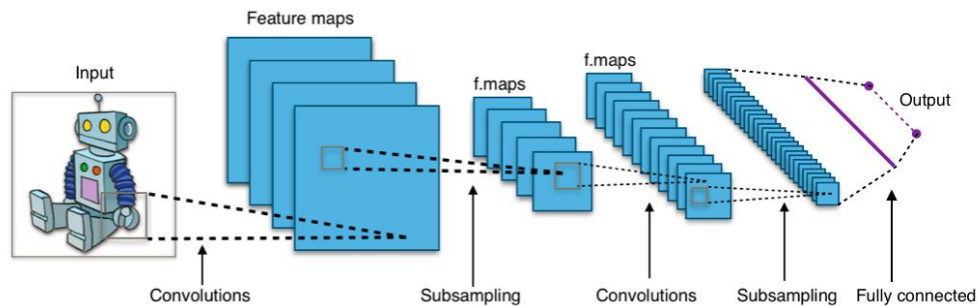 Feature maps
Input
f.maps
f.maps
Output
Convolutions
Subsampling
Convolutions
Subsampling
Fully connected